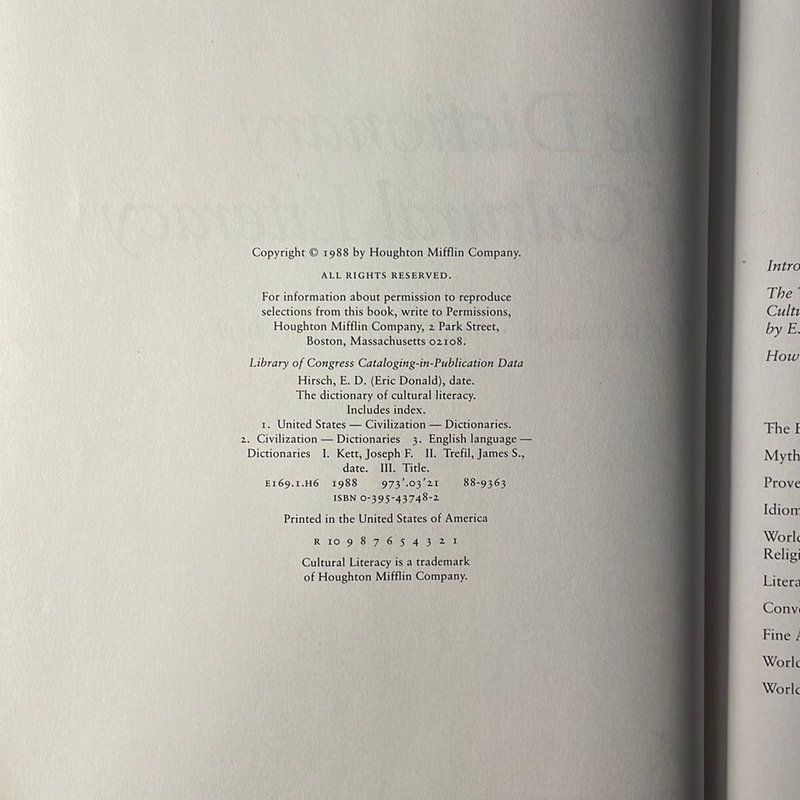 Copyright © 1988 by Houghton Mifflin Company.
ALL RIGHTS RESERVED.
For information about permission to reproduce
selections from this book, write to Permissions,
Houghton Mifflin Company, 2 Park Street,
Boston, Massachusetts 02108.
Library of Congress Cataloging-in-Publication Data
Hirsch, E. D. (Eric Donald), date.
The dictionary of cultural literacy.
Includes index.
1. United States — Civilization — Dictionaries.
2. Civilization — Dictionaries 3. English language —
Dictionaries I. Kett, Joseph F. II. Trefil, James S.,
date. III. Title.
E169.1.H6 1988 973'.03'21 88-9363
ISBN 0-395-43748-2
Printed in the United States of America
R 10 9 8 7 6 5 4 3 2 1
Cultural Literacy is a trademark
of Houghton Mifflin Company.
The
by E.
How
The